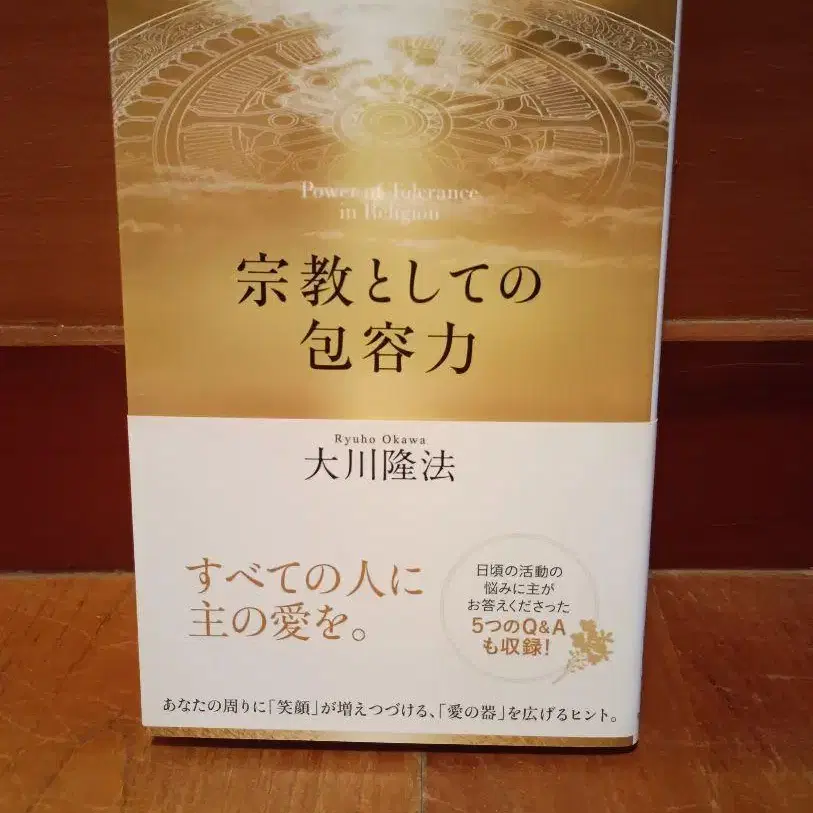 Power of Tolerance
in Religion
宗教としての
包容力
Ryuho Okawa
大川隆法
すべての人に
主の愛を。
日頃の活動の
悩みに主が
お答えくださった
5つのQ&A
も収録!
あなたの周りに「笑顔」が増えつづける、「愛の器」を広げるヒント。